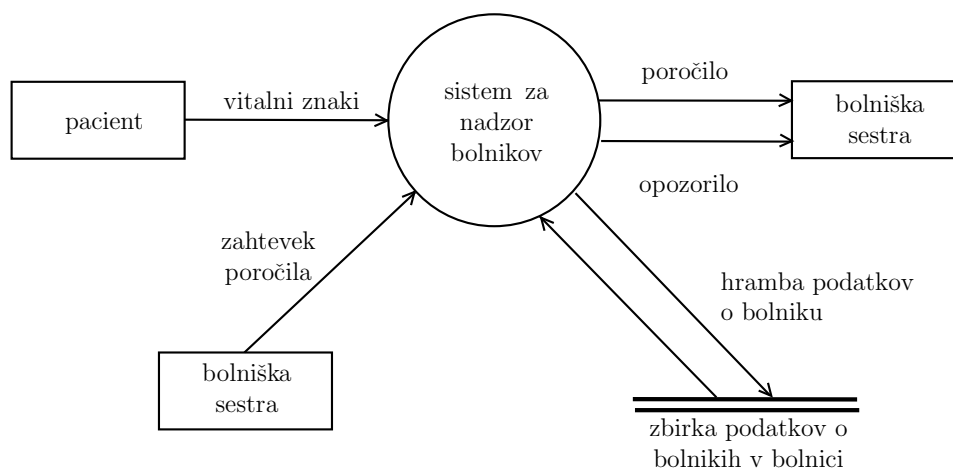 pacient
vitalni znaki
sistem za
nadzor
bolnikov
poročilo
bolniška
sestra
opozorilo
zahtevek
poročila
bolniška
sestra
hramba podatkov
o bolniku
zbirka podatkov o
bolnikih v bolnici